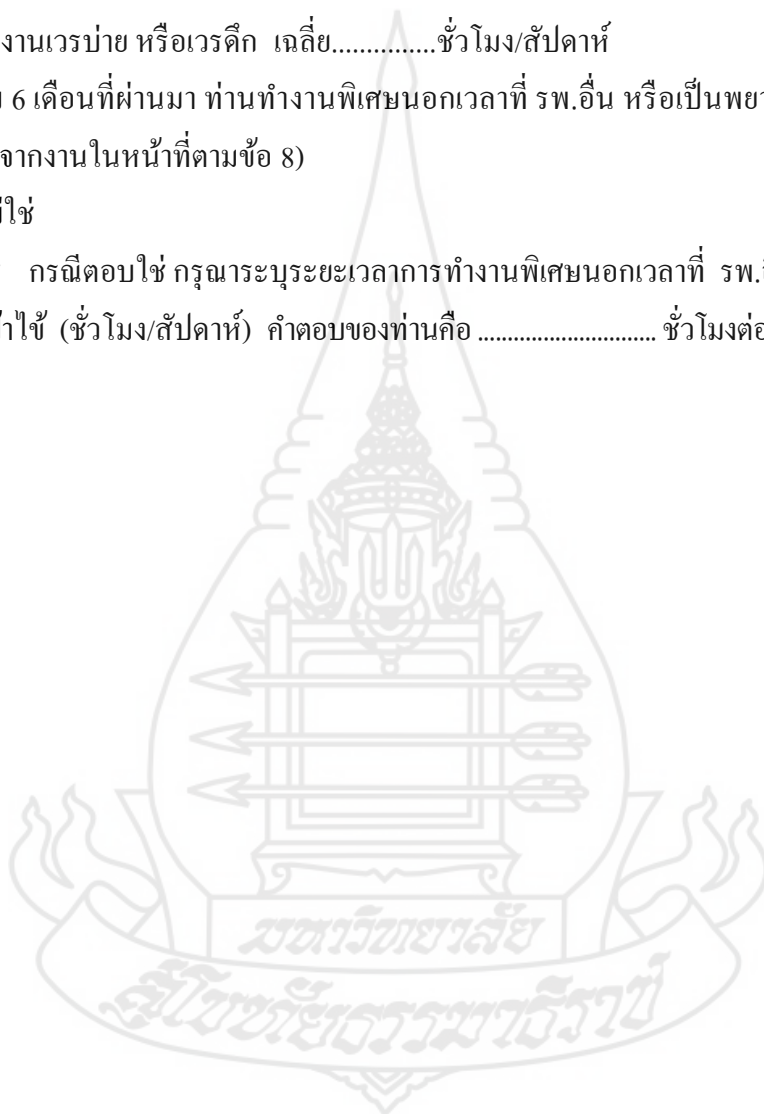 งานเวรบ่าย หรือเวรดึก เฉลี่ย...............ชั่วโมง/สัปดาห์
6 เดือนที่ผ่านมา ท่านทำงานพิเศษนอกเวลาที่ รพ.อื่น หรือเป็นพยา
จากงานในหน้าที่ตามข้อ 8)
ใช่
กรณีตอบใช่ กรุณาระบุระยะเวลาการทำงานพิเศษนอกเวลาที่ รพ.อื
าไข้ (ชั่วโมง/สัปดาห์) คำตอบของท่านคือ .............................. ชั่วโมงต่อ
มหาวิทยาลัย
สุโขทัยธรรมาธิราช